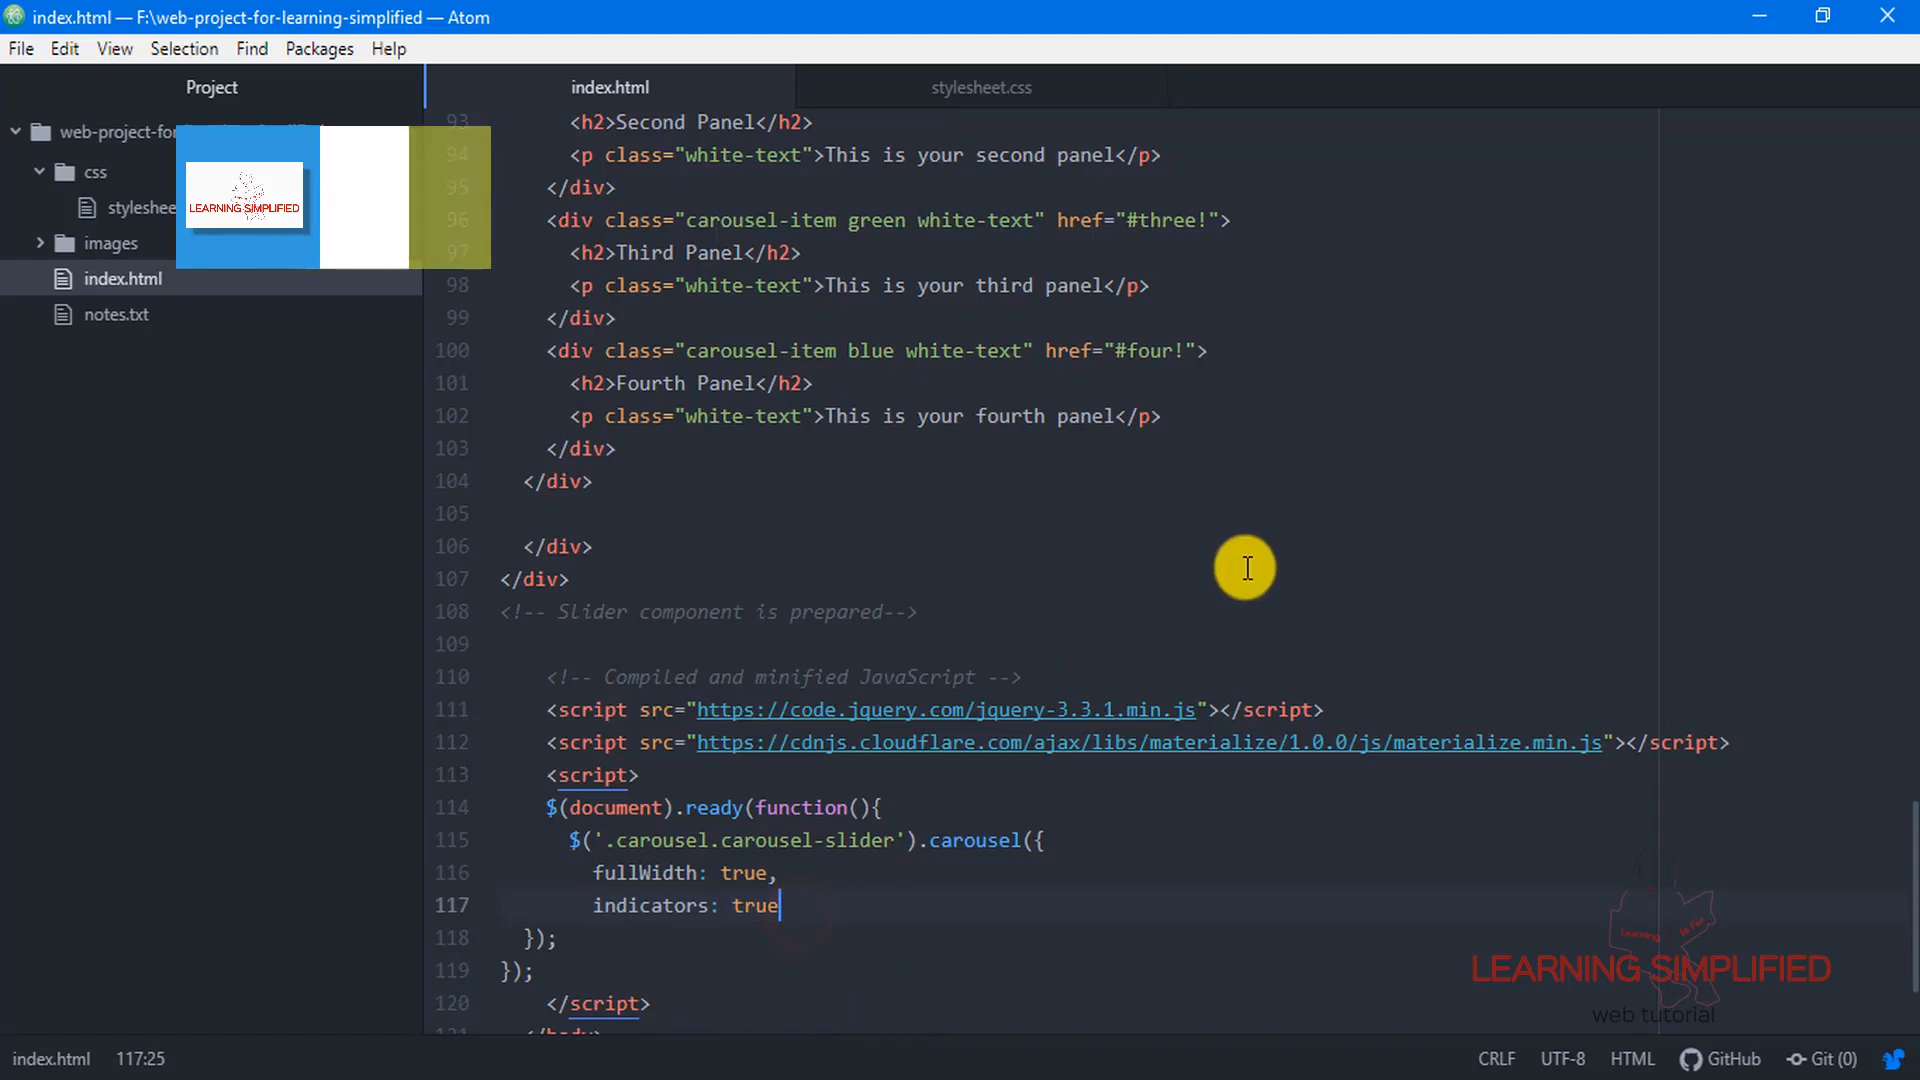 index.html — F:\web-project-for-learning-simplified — Atom
File Edit View Selection Find Packages Help
Project
index.html
stylesheet.css
web-project-for
css
styleshee
images
index.html
notes.txt
LEARNING SIMPLIFIED
93 <h2>Second Panel</h2>
94 <p class="white-text">This is your second panel</p>
95 </div>
96 <div class="carousel-item green white-text" href="#three!">
97 <h2>Third Panel</h2>
98 <p class="white-text">This is your third panel</p>
99 </div>
100 <div class="carousel-item blue white-text" href="#four!">
101 <h2>Fourth Panel</h2>
102 <p class="white-text">This is your fourth panel</p>
103 </div>
104 </div>
105
106 </div>
107 </div>
108 <!-- Slider component is prepared-->
109
110 <!-- Compiled and minified JavaScript -->
111 <script src="https://code.jquery.com/jquery-3.3.1.min.js"></script>
112 <script src="https://cdnjs.cloudflare.com/ajax/libs/materialize/1.0.0/js/materialize.min.js"></script>
113 <script>
114 $(document).ready(function(){
115 $('.carousel.carousel-slider').carousel({
116 fullWidth: true,
117 indicators: true
118 });
119 });
120 </script>
121 </body>
Learning Is For
LEARNING SIMPLIFIED
web tutorial
index.html 117:25
CRLF UTF-8 HTML GitHub Git (0)